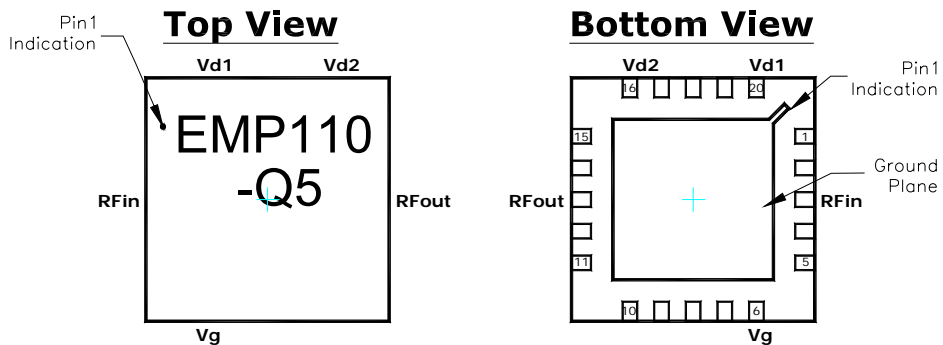 Top View
Pin1
Indication
Vd1
Vd2
EMP110
-Q5
RFin
RFout
Vg
Bottom View
Vd2
Vd1
Pin1
Indication
16
20
15
1
Ground
Plane
RFout
RFin
11
5
10
6
Vg